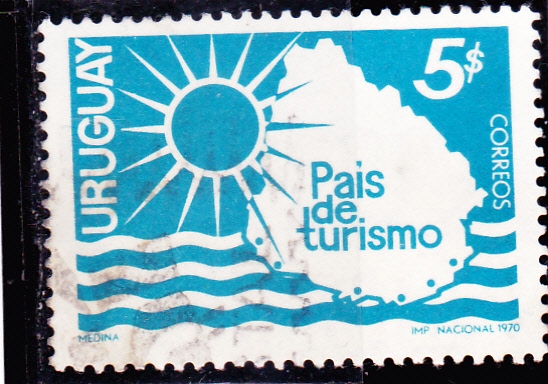 URUGUAY
5$
CORREOS
Pais
de
turismo
MEDINA
IMP NACIONAL 1970